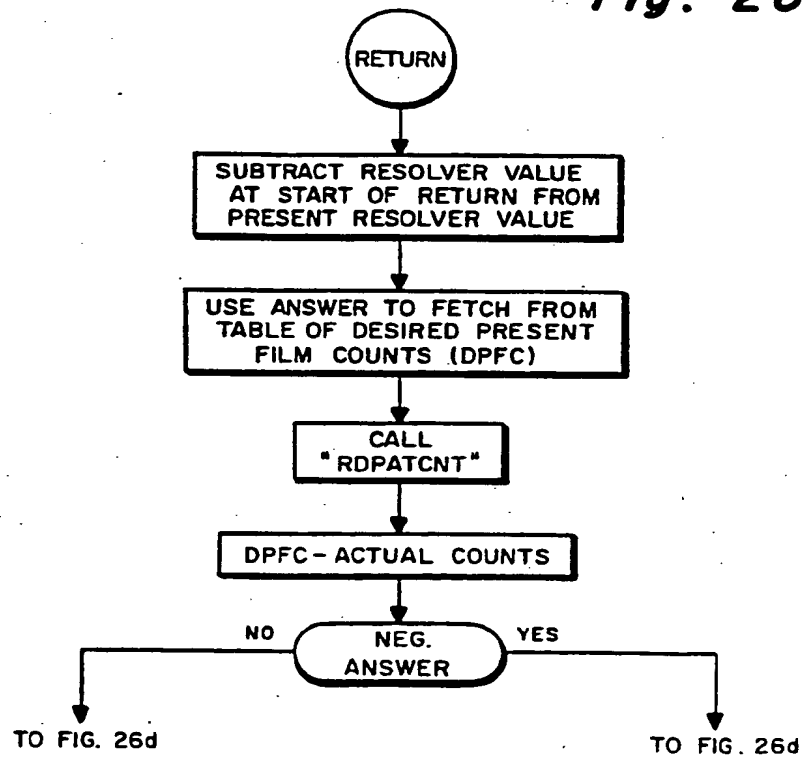 Fig. 26
RETURN
SUBTRACT RESOLVER VALUE
AT START OF RETURN FROM
PRESENT RESOLVER VALUE
USE ANSWER TO FETCH FROM
TABLE OF DESIRED PRESENT
FILM COUNTS (DPFC)
CALL
"RDPATCNT"
DPFC - ACTUAL COUNTS
NO
NEG.
ANSWER
YES
TO FIG. 26d
TO FIG. 26d